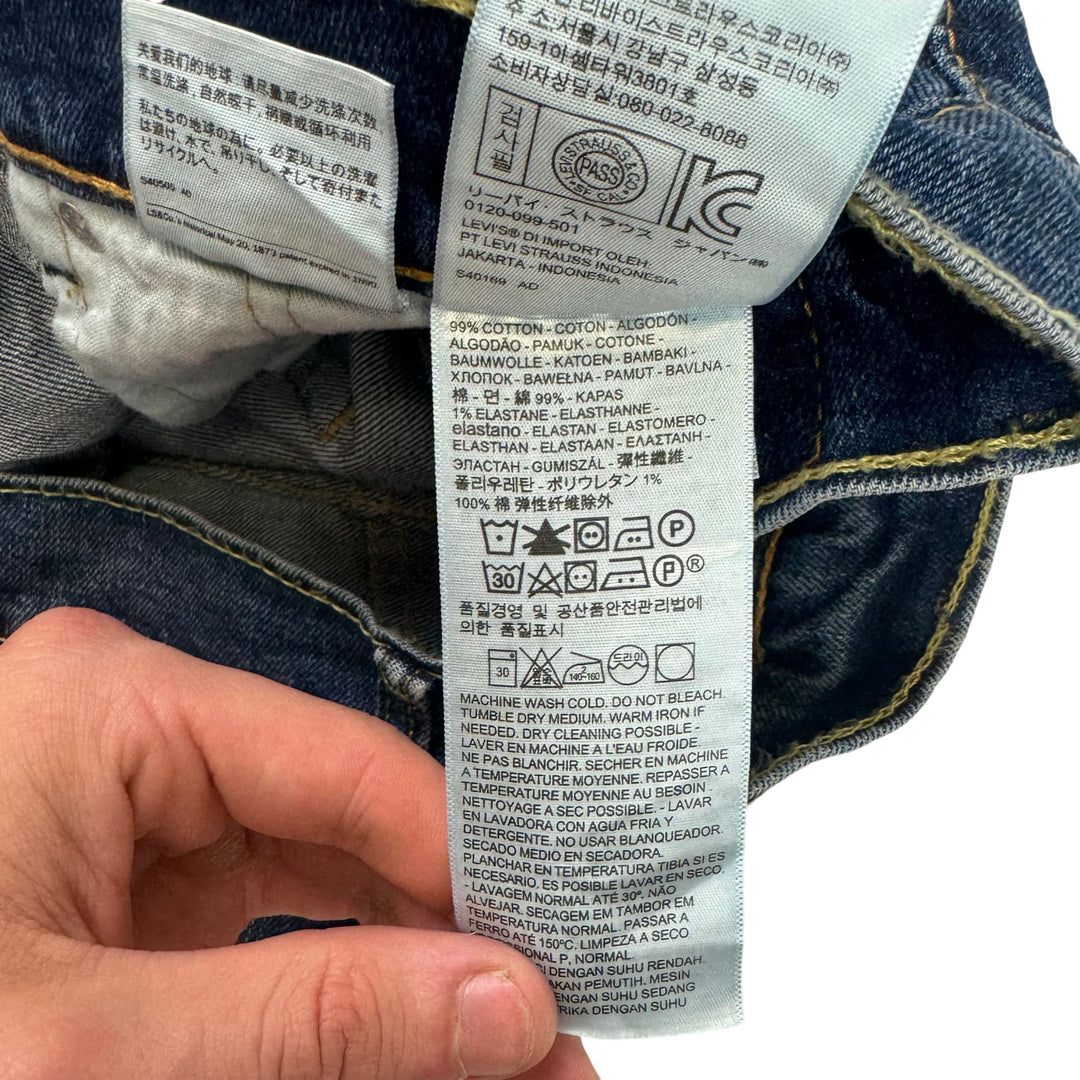 关爱我们的地球, 请尽量减少洗涤次数,
常温洗涤, 自然晾干, 捐赠或循环利用
私たちの地球の為に, 必要以上の洗濯
は避け、水で、吊り干し、そして寄付また
リサイクルへ。
S40505 AD
LS&Co.'s
May 20, 1873 patent expired in 1890
리바이스트라우스코리아(주)
주 소:서울시 강남구 삼성동
159-1아셈타워3801호
소비자상담실:080-022-8088
검사필
LEVI STRAUSS & CO.
PASS
SF. CAL
リーバイ. ストラウス ジャパン㈱
0120-099-501
LEVI'S® DI IMPORT OLEH
PT LEVI STRAUSS INDONESIA
JAKARTA - INDONESIA
S40169 AD
99% COTTON - COTON - ALGODÓN -
ALGODÃO - PAMUK - COTONE -
BAUMWOLLE - KATOEN - BAMBAKI -
ХЛОПОК - BAWEŁNA - PAMUT - BAVLNA -
棉 - 면 - 綿 99% - KAPAS
1% ELASTANE - ELASTHANNE -
elastano - ELASTAN - ELASTOMERO -
ELASTHAN - ELASTAAN - ΕΛΑΣΤΑΝΗ -
ЭЛАСТАН - GUMISZÁL - 彈性纖維 -
폴리우레탄 - ポリウレタン 1%
100% 棉 弹性纤维除外
P
30 P ®
품질경영 및 공산품안전관리법에
의한 품질표시
30 2 140~160 드라이
MACHINE WASH COLD. DO NOT BLEACH.
TUMBLE DRY MEDIUM. WARM IRON IF
NEEDED. DRY CLEANING POSSIBLE -
LAVER EN MACHINE A L'EAU FROIDE.
NE PAS BLANCHIR. SECHER EN MACHINE
A TEMPERATURE MOYENNE. REPASSER A
TEMPERATURE MOYENNE AU BESOIN
NETTOYAGE A SEC POSSIBLE. - LAVAR
EN LAVADORA CON AGUA FRIA Y
DETERGENTE. NO USAR BLANQUEADOR.
SECADO MEDIO EN SECADORA.
PLANCHAR EN TEMPERATURA TIBIA SI ES
NECESARIO. ES POSIBLE LAVAR EN SECO.
- LAVAGEM NORMAL ATÉ 30º. NÃO
ALVEJAR. SECAGEM EM TAMBOR EM
TEMPERATURA NORMAL. PASSAR A
FERRO ATÉ 150ºC. LIMPEZA A SECO
P, NORMAL.
DENGAN SUHU RENDAH.
PEMUTIH. MESIN
DENGAN SUHU SEDANG
DENGAN SUHU